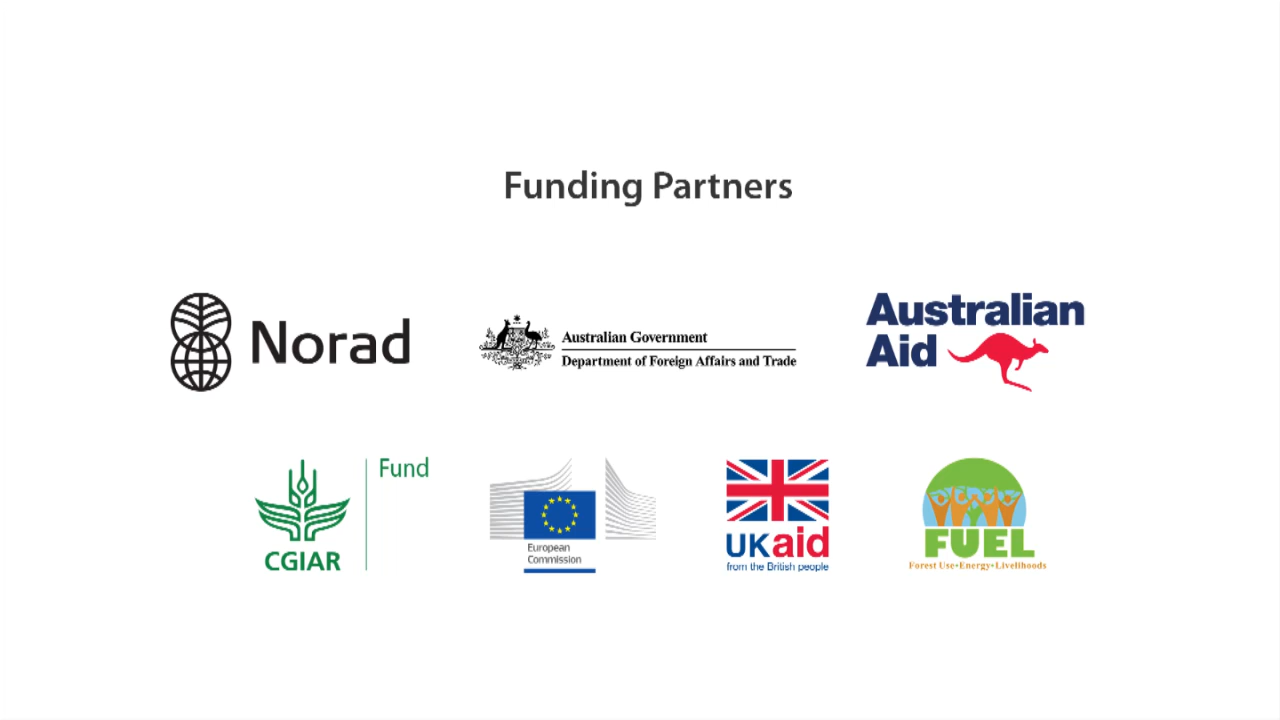 Funding Partners
Norad
Australian Government
Department of Foreign Affairs and Trade
Australian
Aid
CGIAR
Fund
European
Commission
UKaid
from the British people
FUEL
Forest Use•Energy•Livelihoods